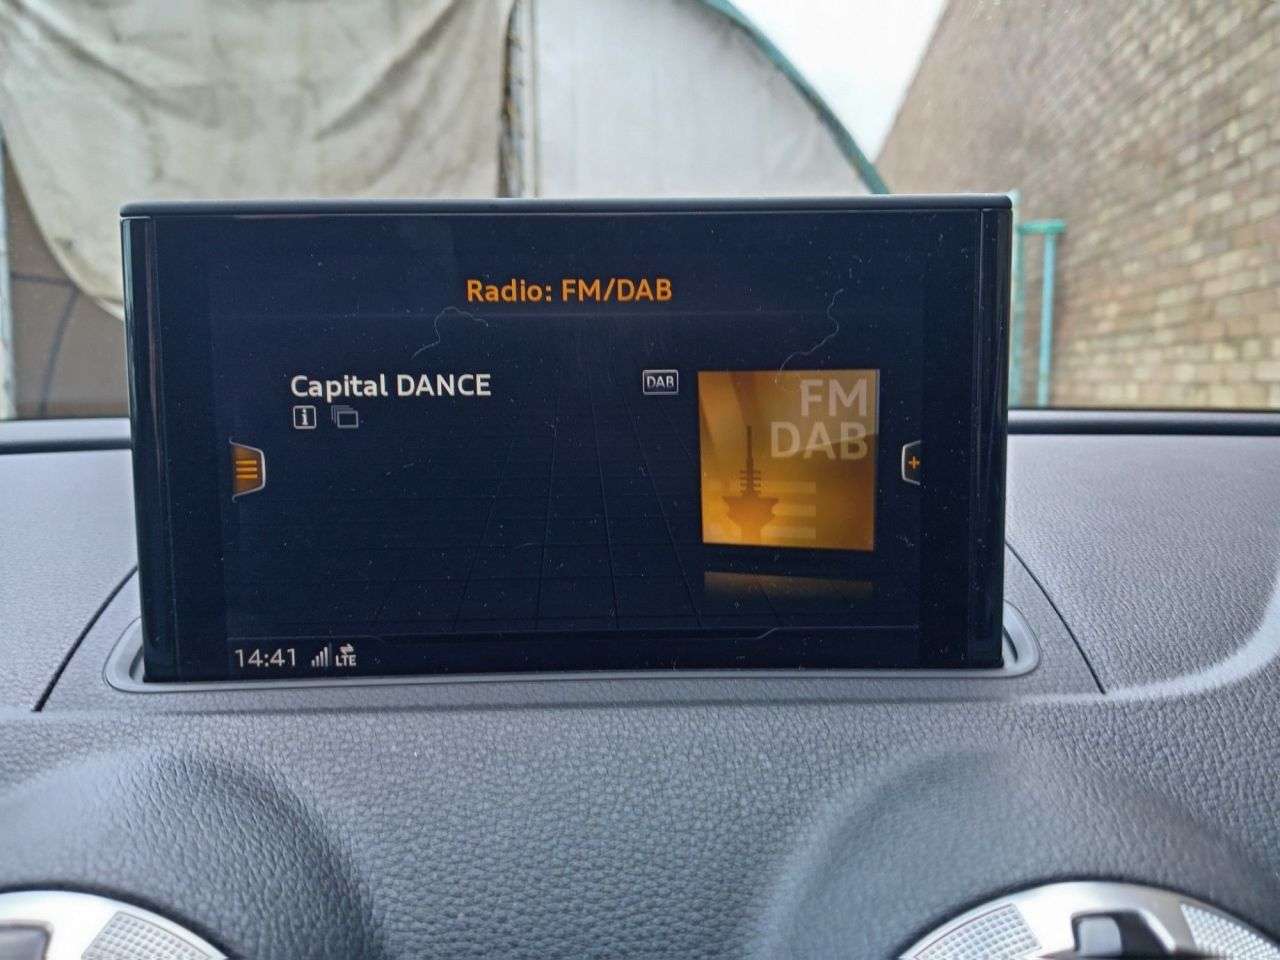 Radio: FM/DAB
Capital DANCE
DAB
i
FM
DAB
14:41
LTE